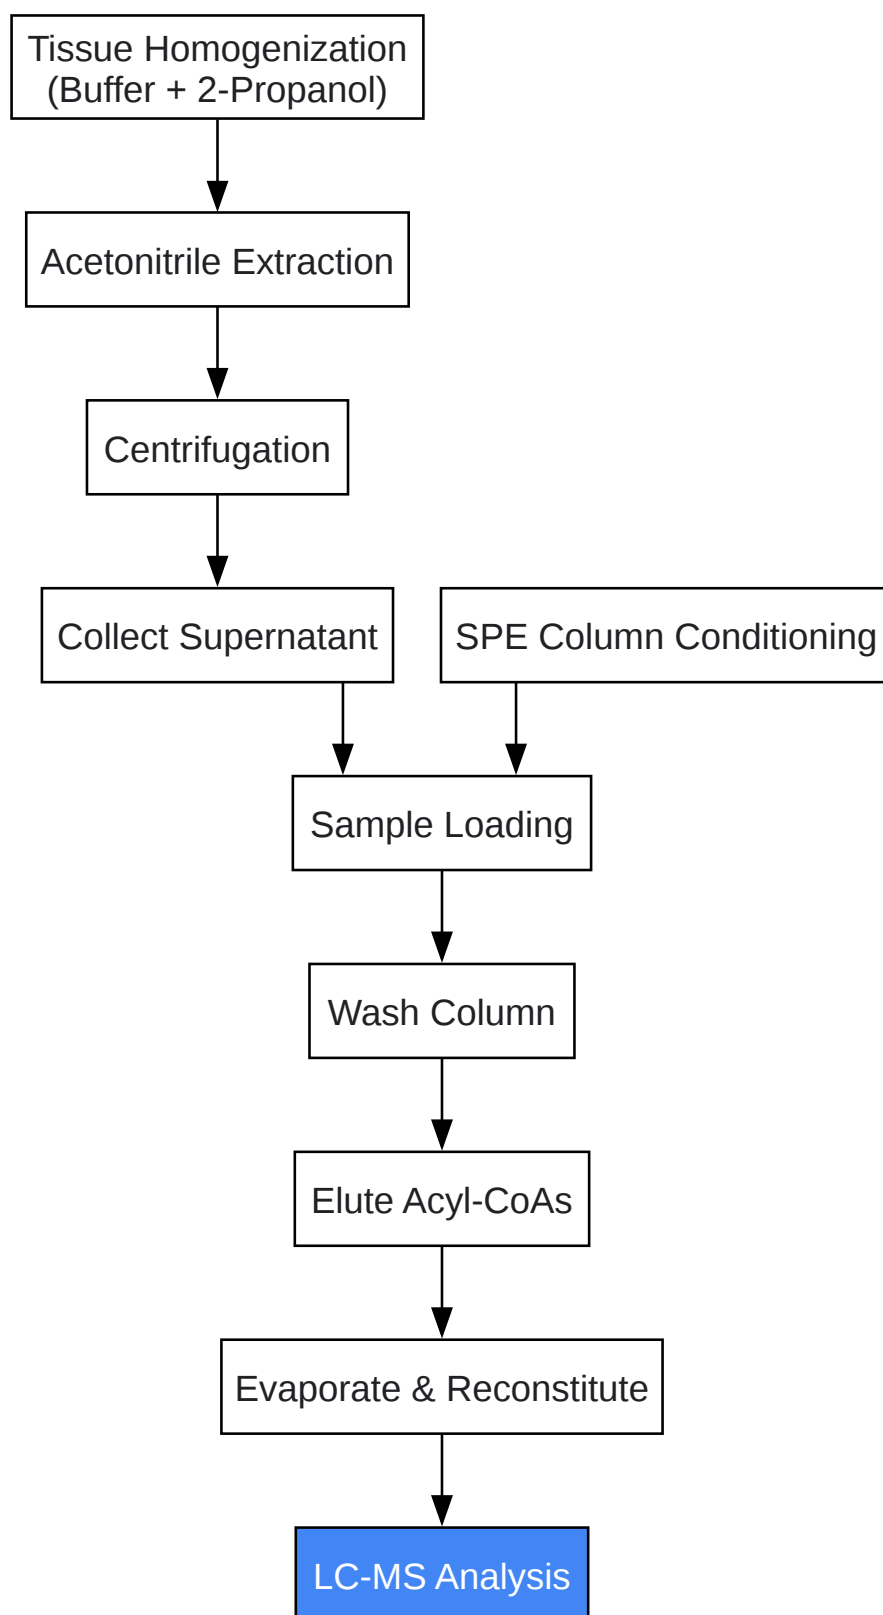 Tissue Homogenization
(Buffer + 2-Propanol)
Acetonitrile Extraction
Centrifugation
Collect Supernatant
SPE Column Conditioning
Sample Loading
Wash Column
Elute Acyl-CoAs
Evaporate & Reconstitute
LC-MS Analysis